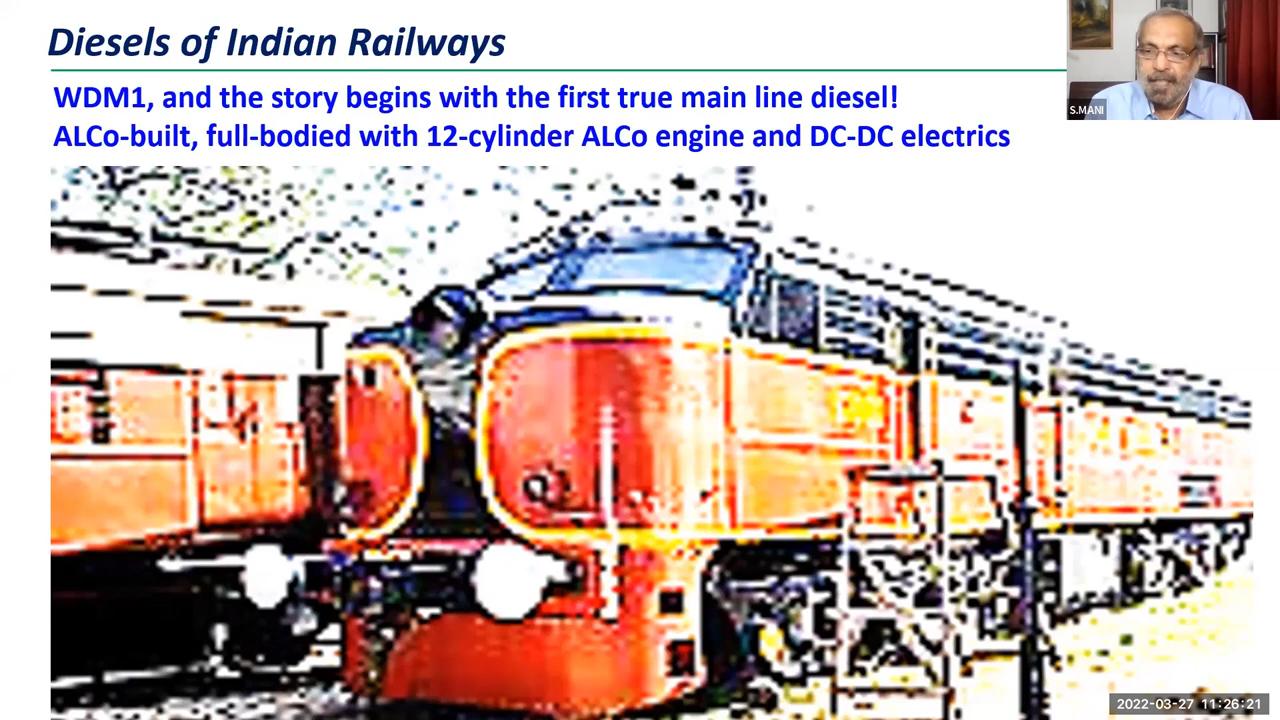 Diesels of Indian Railways
WDM1, and the story begins with the first true main line diesel!
ALCo-built, full-bodied with 12-cylinder ALCo engine and DC-DC electrics
S.MANI
2022-03-27 11:26:21